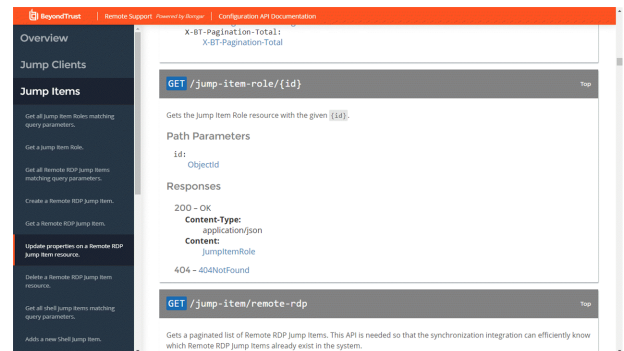 BeyondTrust Remote Support Powered by Bomgar Configuration API Documentation
Overview
Jump Clients
Jump Items
Get all Jump Item Roles matching
query parameters.
Get a Jump Item Role.
Get all Remote RDP Jump Items
matching query parameters.
Create a Remote RDP Jump Item.
Get a Remote RDP Jump Item.
Update properties on a Remote RDP
Jump Item resource.
Delete a Remote RDP Jump Item
resource.
Get all shell jump items matching
query parameters.
Adds a new Shell Jump Item.
X-BT-Pagination-Total:
X-BT-Pagination-Total
GET /jump-item-role/{id} Top
Gets the Jump Item Role resource with the given {id}.
Path Parameters
id:
ObjectId
Responses
200 – OK
Content-Type:
application/json
Content:
JumpItemRole
404 – 404NotFound
GET /jump-item/remote-rdp Top
Gets a paginated list of Remote RDP Jump Items. This API is needed so that the synchronization integration can efficiently know
which Remote RDP Jump Items already exist in the system.